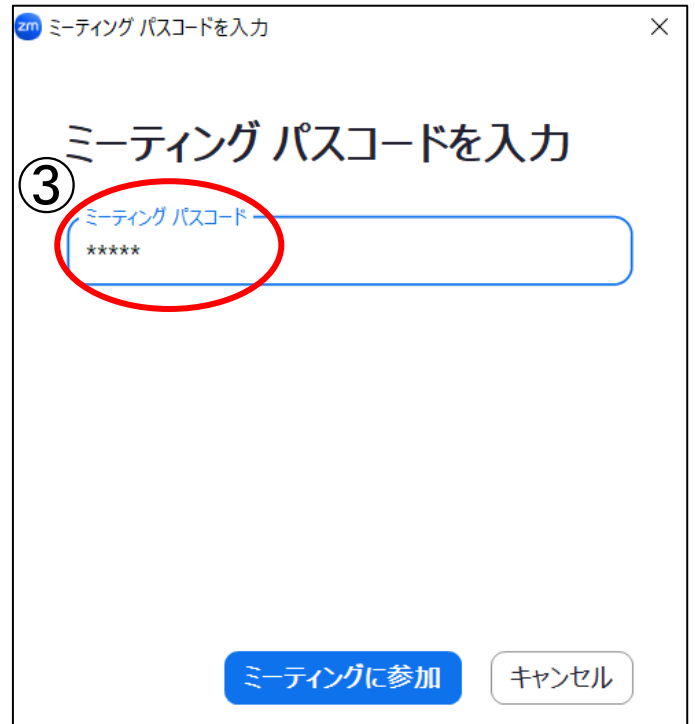 zm ミーティング パスコードを入力
ミーティング パスコードを入力
③
ミーティング パスコード
*****
ミーティングに参加 キャンセル